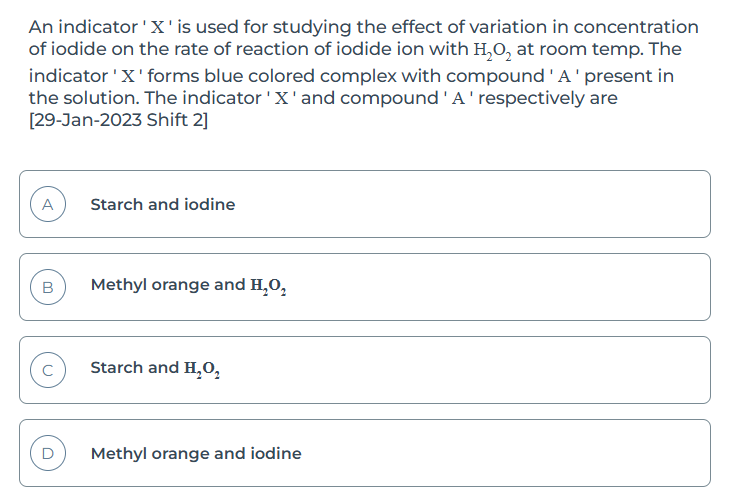 An indicator ' X ' is used for studying the effect of variation in concentration
of iodide on the rate of reaction of iodide ion with H₂O₂ at room temp. The
indicator ' X ' forms blue colored complex with compound ' A ' present in
the solution. The indicator ' X ' and compound ' A ' respectively are
[29-Jan-2023 Shift 2]
A Starch and iodine
B Methyl orange and H₂O₂
C Starch and H₂O₂
D Methyl orange and iodine